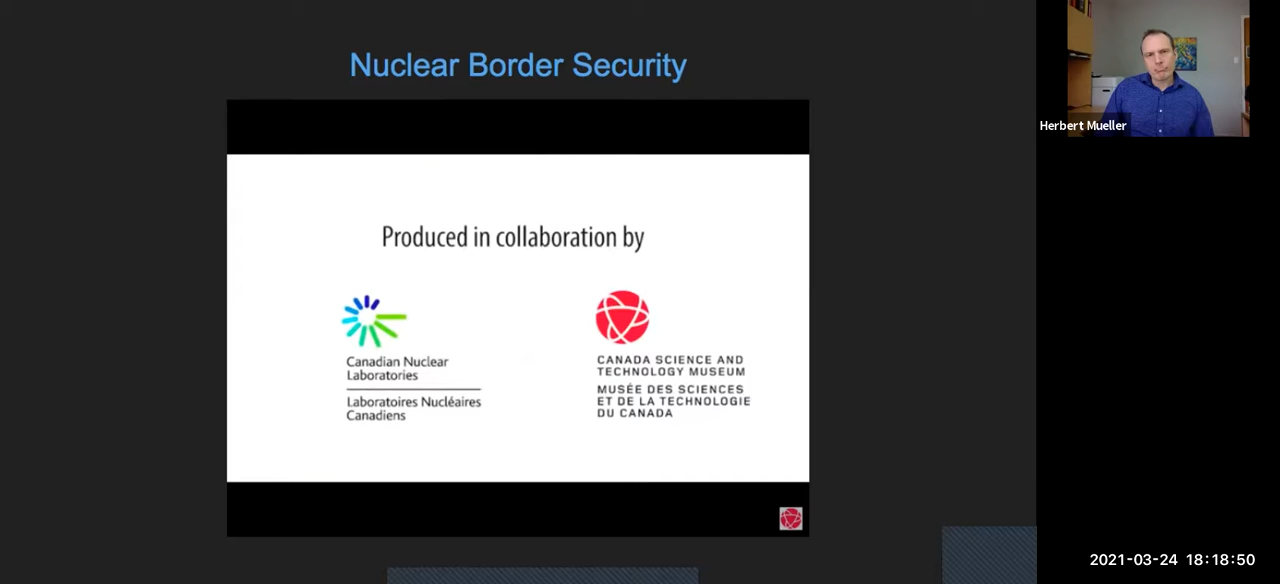 Nuclear Border Security
Produced in collaboration by
Canadian Nuclear
Laboratories
Laboratoires Nucléaires
Canadiens
CANADA SCIENCE AND
TECHNOLOGY MUSEUM
MUSÉE DES SCIENCES
ET DE LA TECHNOLOGIE
DU CANADA
Herbert Mueller
2021-03-24 18:18:50